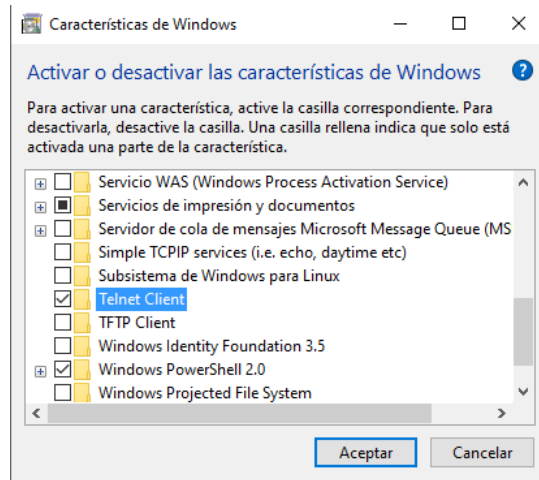 Características de Windows
Activar o desactivar las características de Windows
Para activar una característica, active la casilla correspondiente. Para
desactivarla, desactive la casilla. Una casilla rellena indica que solo está
activada una parte de la característica.
Servicio WAS (Windows Process Activation Service)
Servicios de impresión y documentos
Servidor de cola de mensajes Microsoft Message Queue (MS
Simple TCPIP services (i.e. echo, daytime etc)
Subsistema de Windows para Linux
Telnet Client
TFTP Client
Windows Identity Foundation 3.5
Windows PowerShell 2.0
Windows Projected File System
Aceptar Cancelar